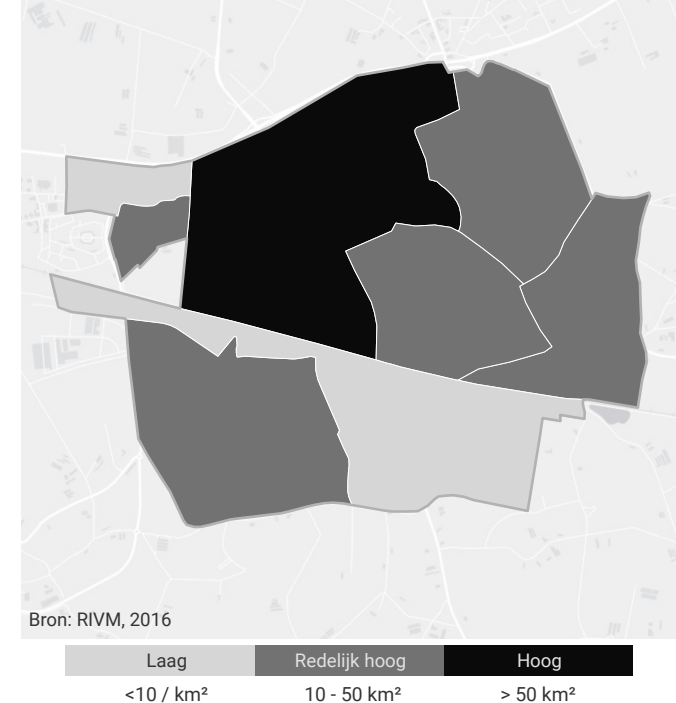 Bron: RIVM, 2016
Laag Redelijk hoog Hoog
<10 / km² 10 - 50 km² > 50 km²